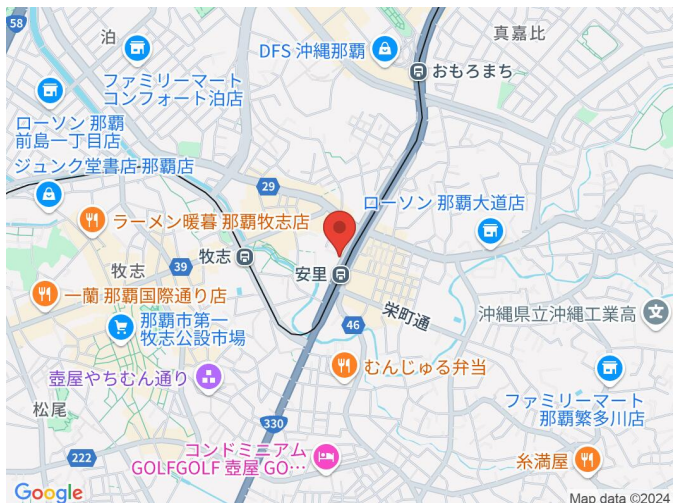 58
泊
真嘉比
DFS 沖縄那覇
ファミリーマート
コンフォート泊店
おもろまち
ローソン 那覇
前島一丁目店
ジュンク堂書店 那覇店
29
ローソン 那覇大道店
ラーメン暖暮 那覇牧志店
牧志
牧志
39
安里
一蘭 那覇国際通り店
栄町通
沖縄県立沖縄工業高
那覇市第一
牧志公設市場
46
むんじゅる弁当
壺屋やちむん通り
ファミリーマート
那覇繁多川店
松尾
330
222
コンドミニアム
GOLFGOLF 壺屋 GO…
糸満屋
Google
Map data ©2024